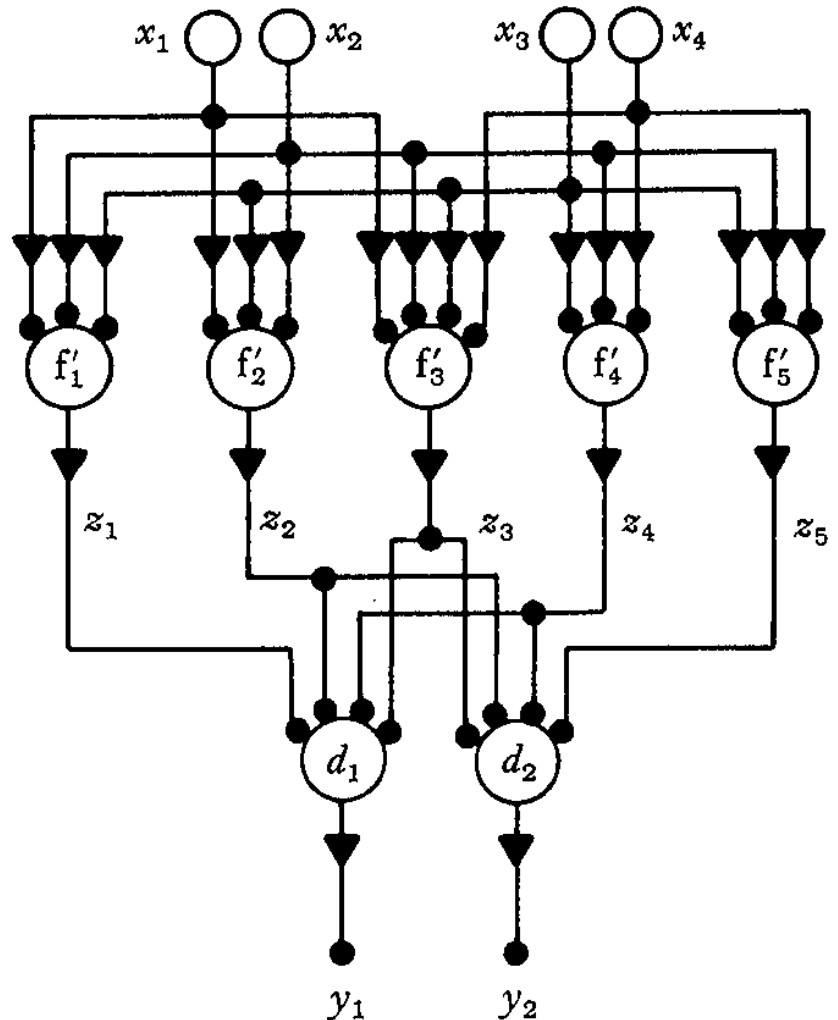 x₁ x₂ x₃ x₄
f′₁ f′₂ f′₃ f′₄ f′₅
z₁ z₂ z₃ z₄ z₅
d₁ d₂
y₁ y₂